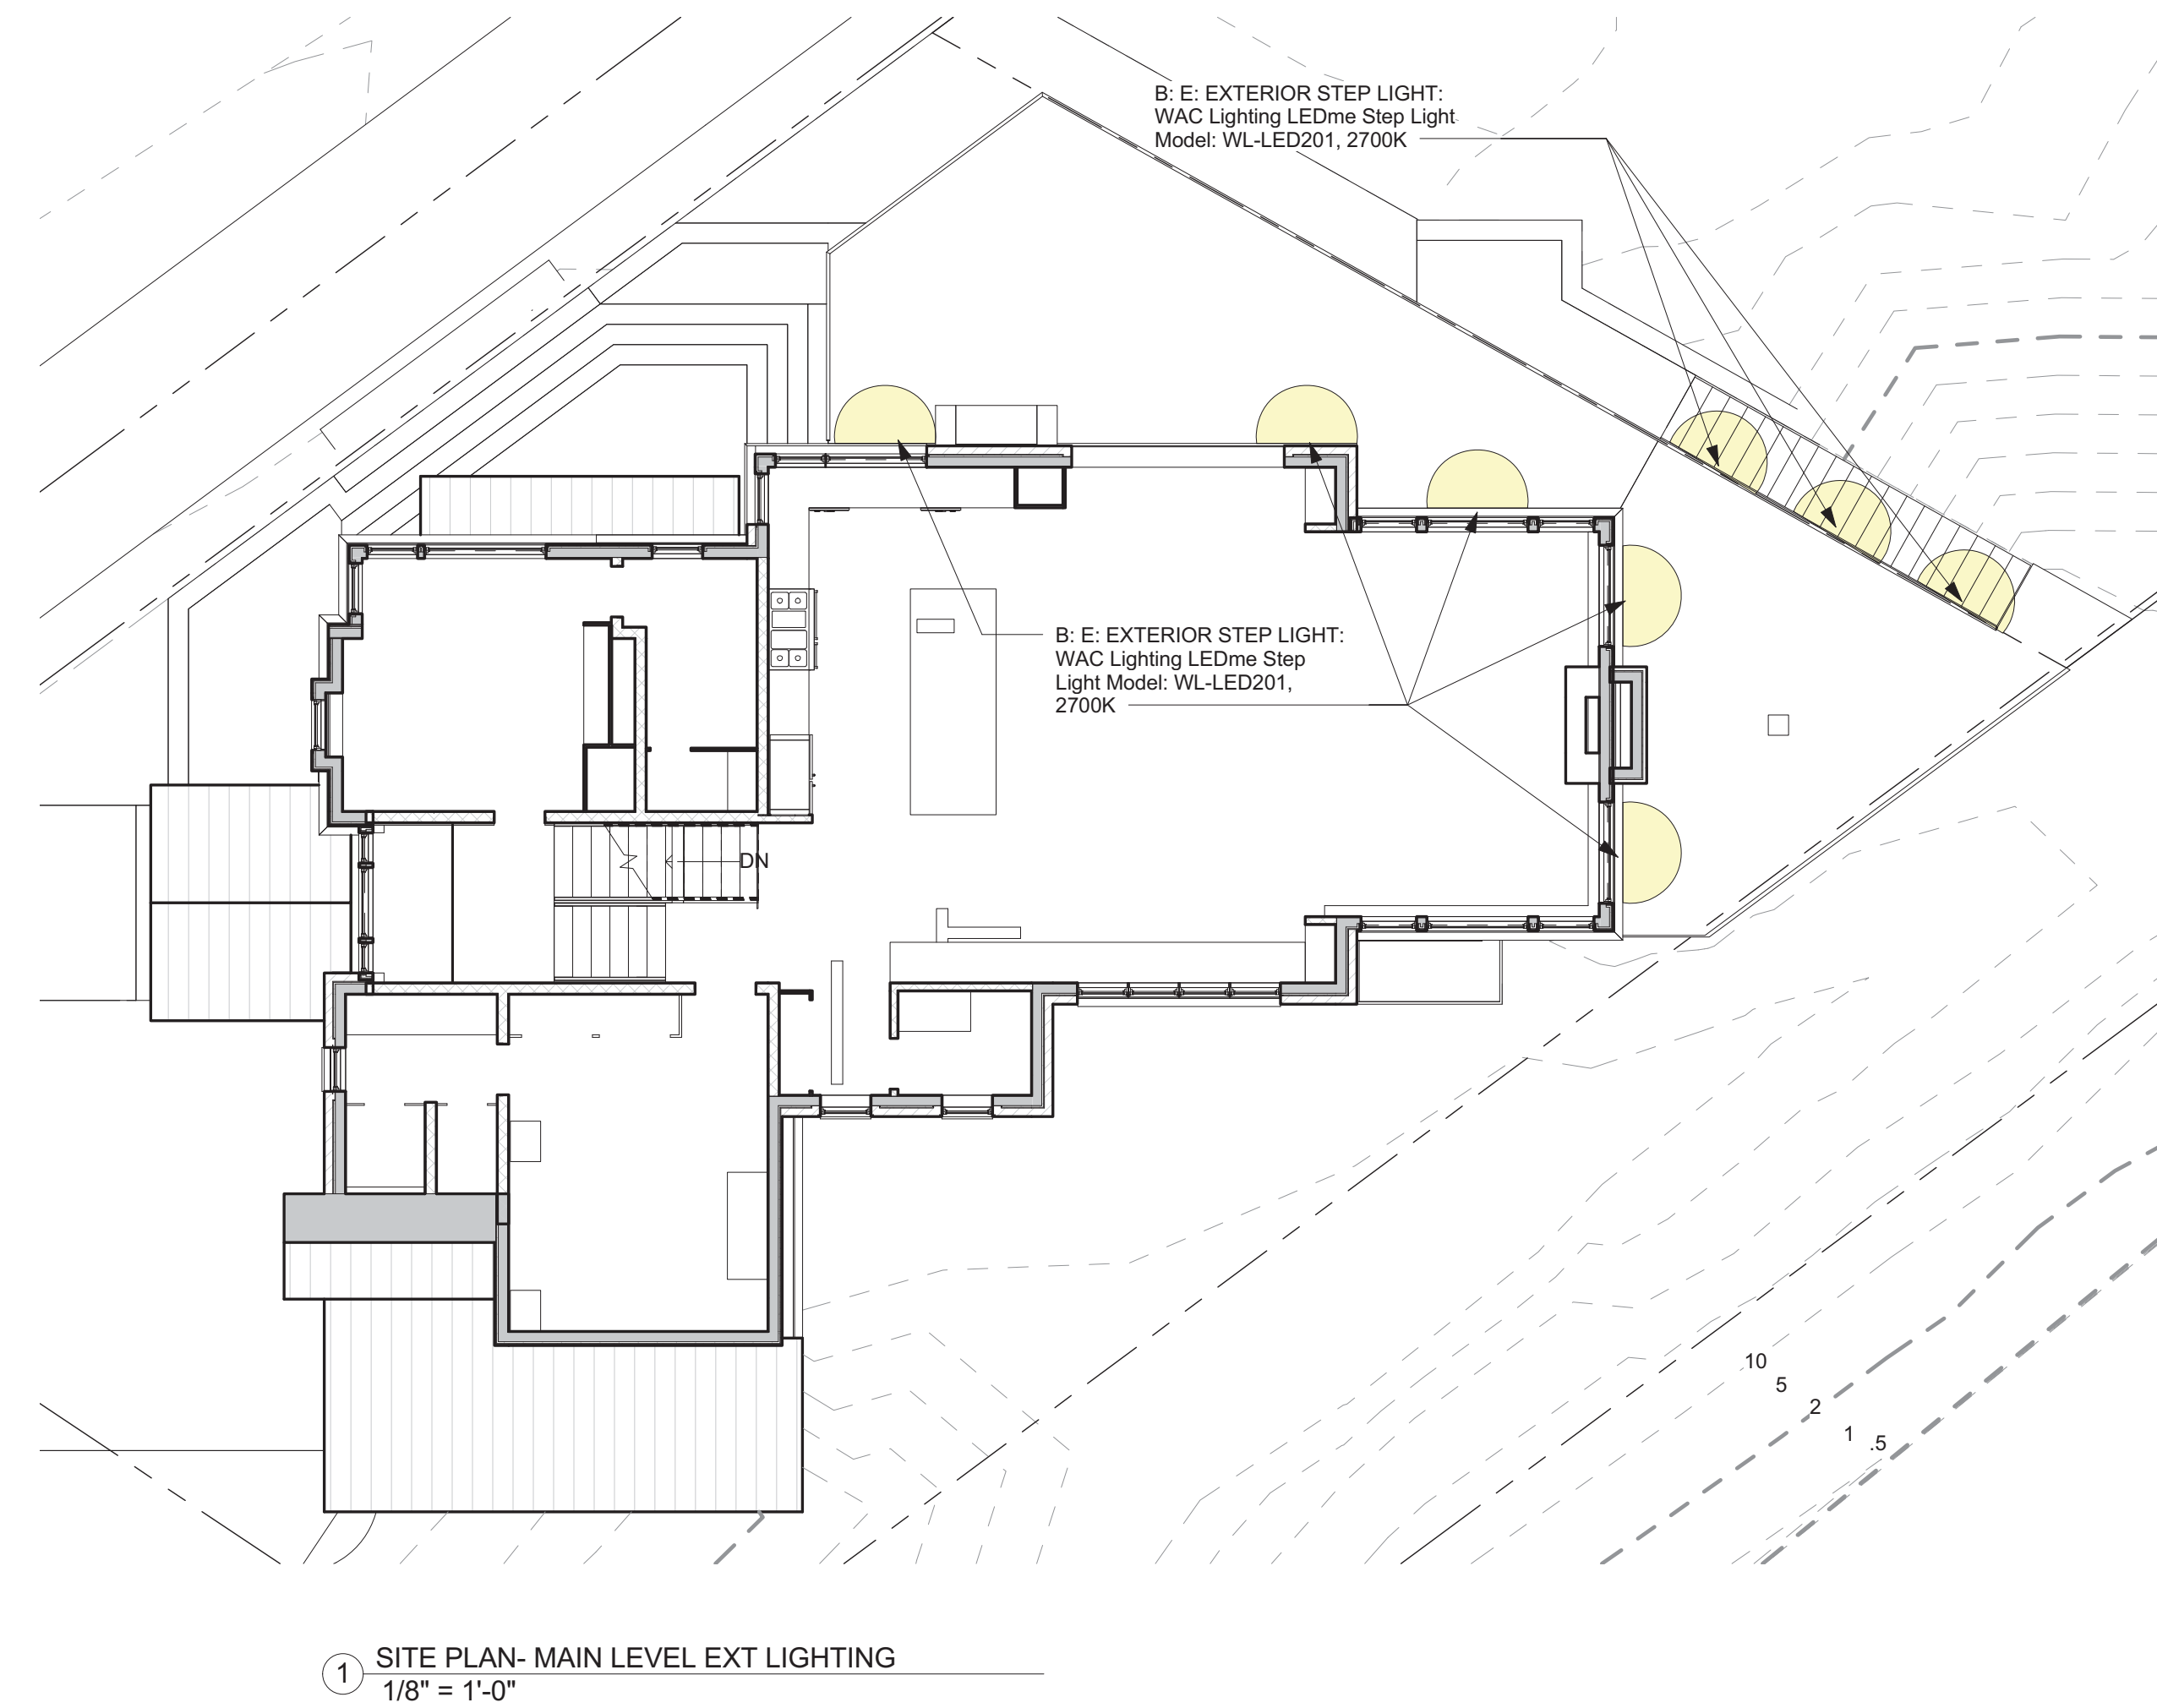 B: E: EXTERIOR STEP LIGHT:
WAC Lighting LEDme Step Light
Model: WL-LED201, 2700K
B: E: EXTERIOR STEP LIGHT:
WAC Lighting LEDme Step
Light Model: WL-LED201,
2700K
DN
10
5
2
1
.5
1
SITE PLAN- MAIN LEVEL EXT LIGHTING
1/8" = 1'-0"